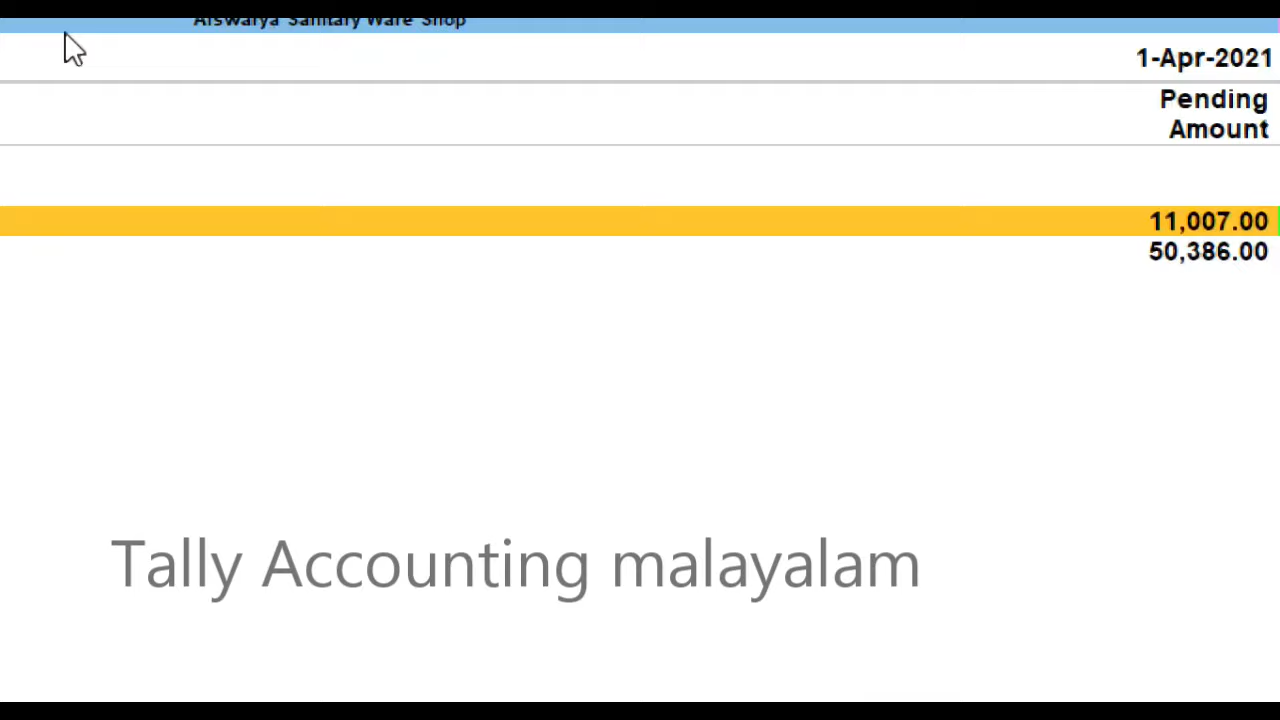 Aiswarya Sanitary Ware Shop
1-Apr-2021
Pending
Amount
11,007.00
50,386.00
Tally Accounting malayalam